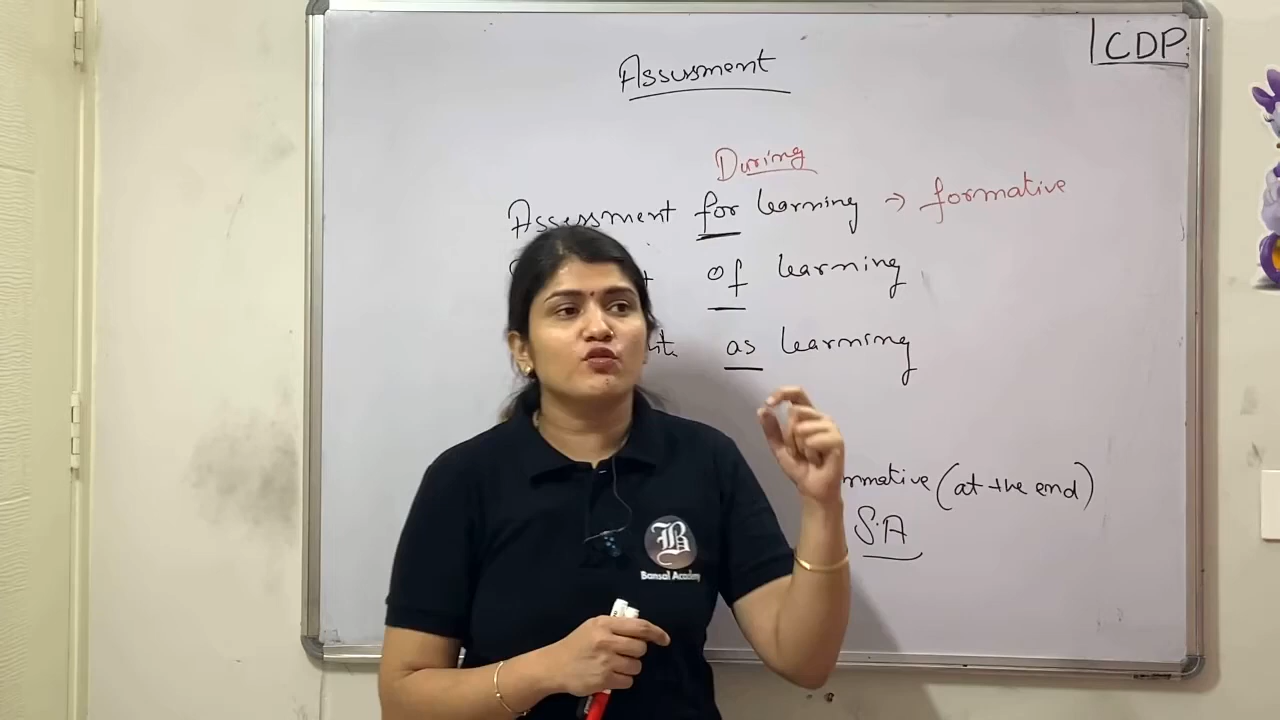 CDP
Assessment
During
Assessment for learning → formative
of learning
as learning
mmative (at the end)
S.A
B
Bansal Academy